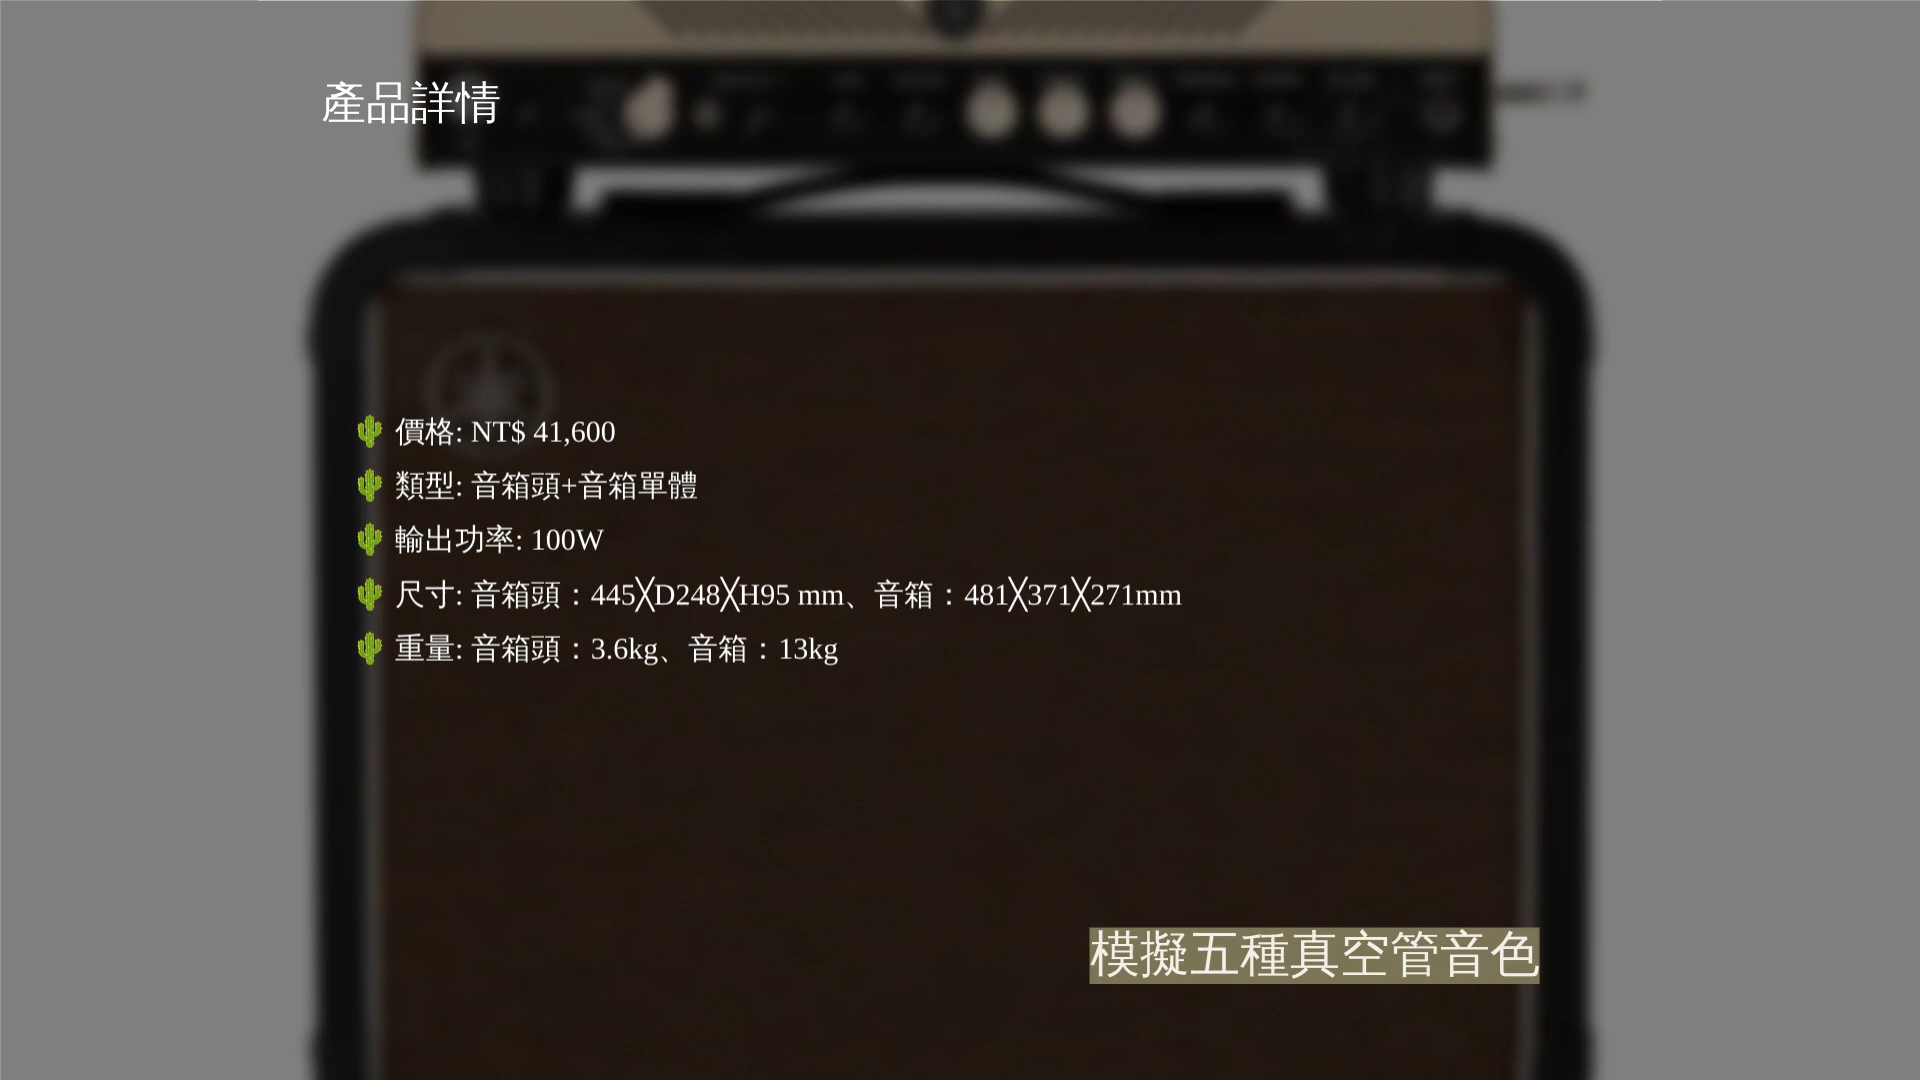 產品詳情
價格: NT$ 41,600
類型: 音箱頭+音箱單體
輸出功率: 100W
尺寸: 音箱頭：445╳D248╳H95 mm、音箱：481╳371╳271mm
重量: 音箱頭：3.6kg、音箱：13kg
模擬五種真空管音色